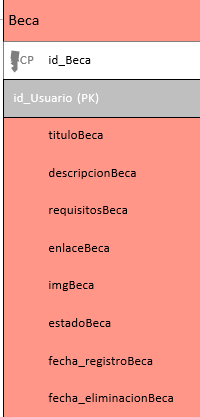 Beca
CP id_Beca
id_Usuario (PK)
tituloBeca
descripcionBeca
requisitosBeca
enlaceBeca
imgBeca
estadoBeca
fecha_registroBeca
fecha_eliminacionBeca